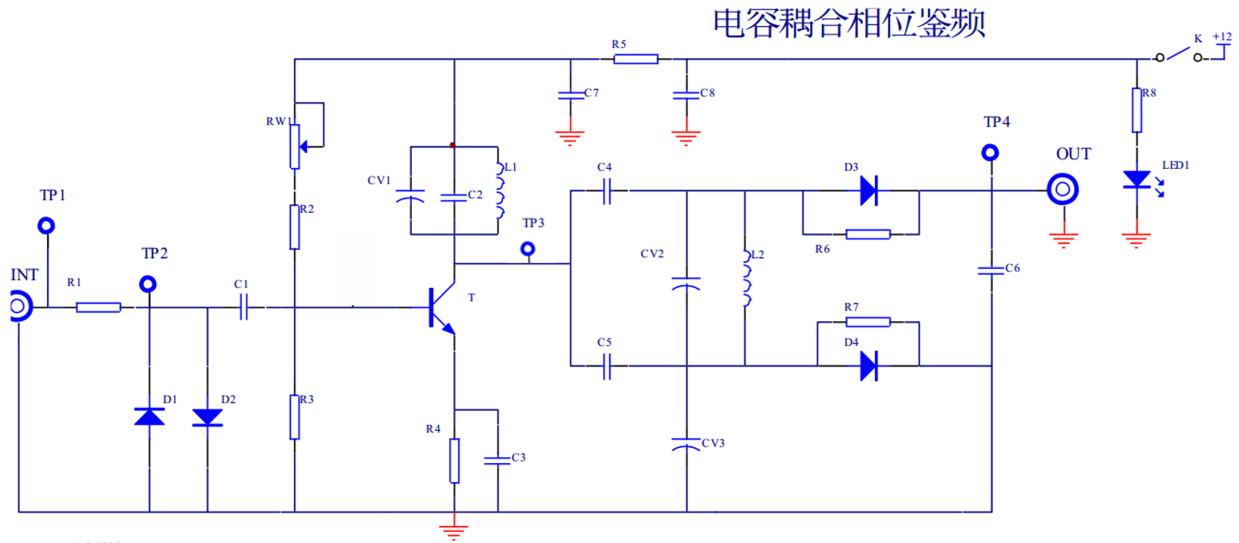 电容耦合相位鉴频
K
+12
R5
C7
C8
R8
RW1
TP4
OUT
LED1
D3
C4
L1
CV1
C2
TP1
R2
TP3
R6
TP2
CV2
L2
C6
INT
R1
C1
T
R7
C5
D4
D1
D2
R3
R4
C3
CV3